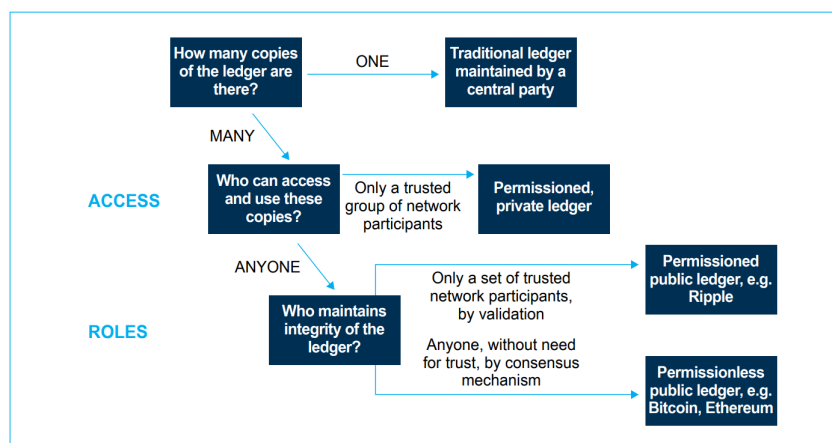 How many copies
of the ledger are
there?
ONE
Traditional ledger
maintained by a
central party
MANY
ACCESS
Who can access
and use these
copies?
Only a trusted
group of network
participants
Permissioned,
private ledger
ANYONE
ROLES
Who maintains
integrity of the
ledger?
Only a set of trusted
network participants,
by validation
Permissioned
public ledger, e.g.
Ripple
Anyone, without need
for trust, by consensus
mechanism
Permissionless
public ledger, e.g.
Bitcoin, Ethereum